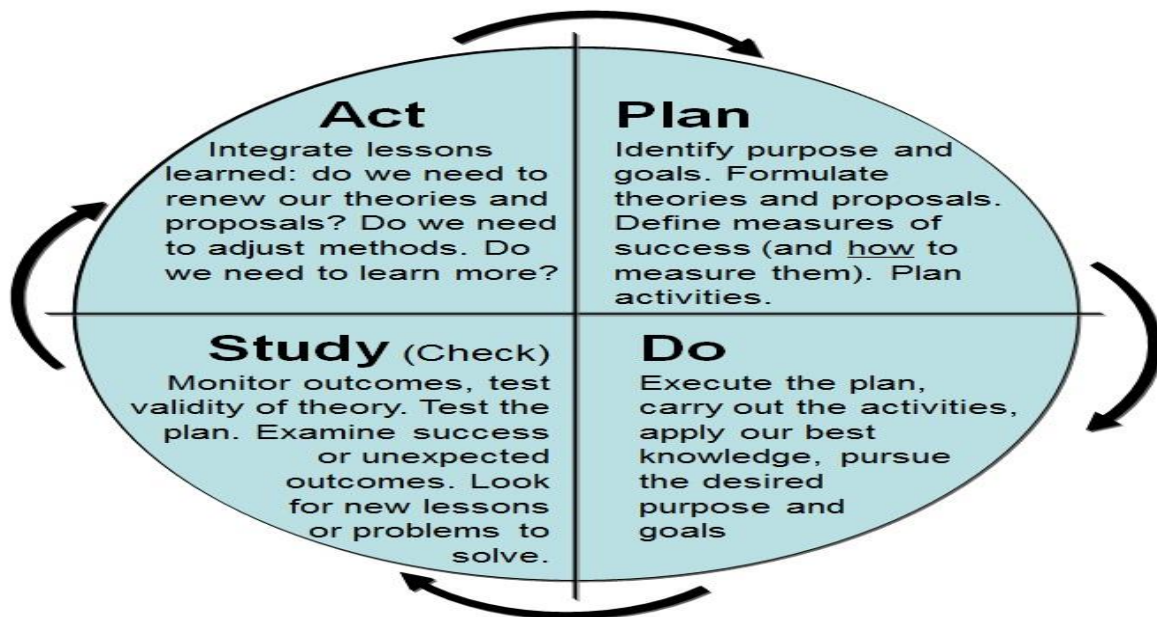 Act
Integrate lessons
learned: do we need to
renew our theories and
proposals? Do we need
to adjust methods. Do
we need to learn more?
Plan
Identify purpose and
goals. Formulate
theories and proposals.
Define measures of
success (and how to
measure them). Plan
activities.
Study (Check)
Monitor outcomes, test
validity of theory. Test the
plan. Examine success
or unexpected
outcomes. Look
for new lessons
or problems to
solve.
Do
Execute the plan,
carry out the activities,
apply our best
knowledge, pursue
the desired
purpose and
goals